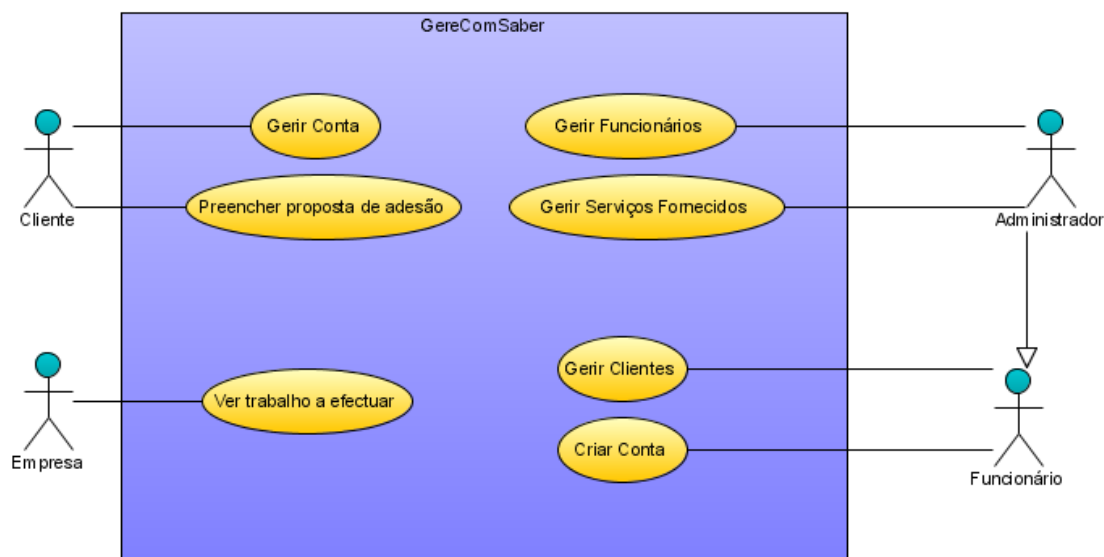 GereComSaber
Gerir Conta
Gerir Funcionários
Preencher proposta de adesão
Gerir Serviços Fornecidos
Cliente
Administrador
Gerir Clientes
Ver trabalho a efectuar
Criar Conta
Empresa
Funcionário